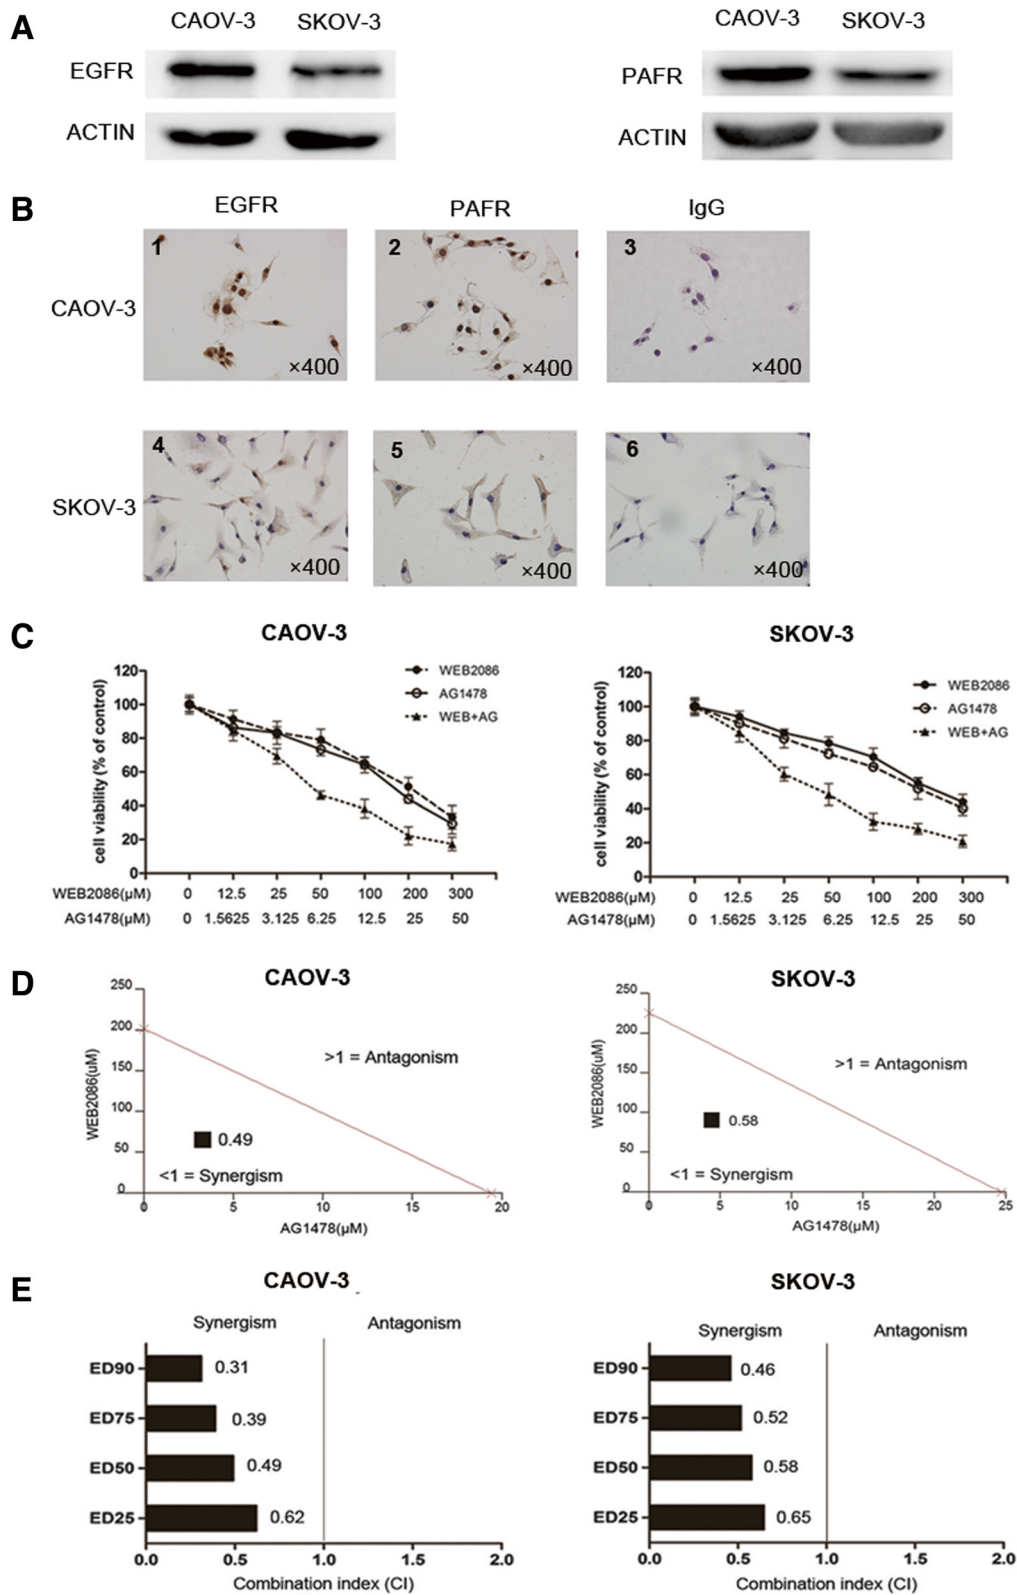 A
CAOV-3 SKOV-3
EGFR
ACTIN
CAOV-3 SKOV-3
PAFR
ACTIN
B
EGFR PAFR IgG
CAOV-3
1 ×400
2 ×400
3 ×400
SKOV-3
4 ×400
5 ×400
6 ×400
C
CAOV-3
cell viability (% of control)
120
100
80
60
40
20
0
WEB2086
AG1478
WEB+AG
WEB2086(µM) 0 12.5 25 50 100 200 300
AG1478(µM) 0 1.5625 3.125 6.25 12.5 25 50
SKOV-3
cell viability (% of control)
120
100
80
60
40
20
0
WEB2086
AG1478
WEB+AG
WEB2086(µM) 0 12.5 25 50 100 200 300
AG1478(µM) 0 1.5625 3.125 6.25 12.5 25 50
D
CAOV-3
WEB2086(uM)
250
200
150
100
50
0
>1 = Antagonism
0.49
<1 = Synergism
0 5 10 15 20
AG1478(µM)
SKOV-3
WEB2086(uM)
250
200
150
100
50
0
>1 = Antagonism
0.58
<1 = Synergism
0 5 10 15 20 25
AG1478(µM)
E
CAOV-3
Synergism Antagonism
ED90 0.31
ED75 0.39
ED50 0.49
ED25 0.62
0.0 0.5 1.0 1.5 2.0
Combination index (CI)
SKOV-3
Synergism Antagonism
ED90 0.46
ED75 0.52
ED50 0.58
ED25 0.65
0.0 0.5 1.0 1.5 2.0
Combination index (CI)